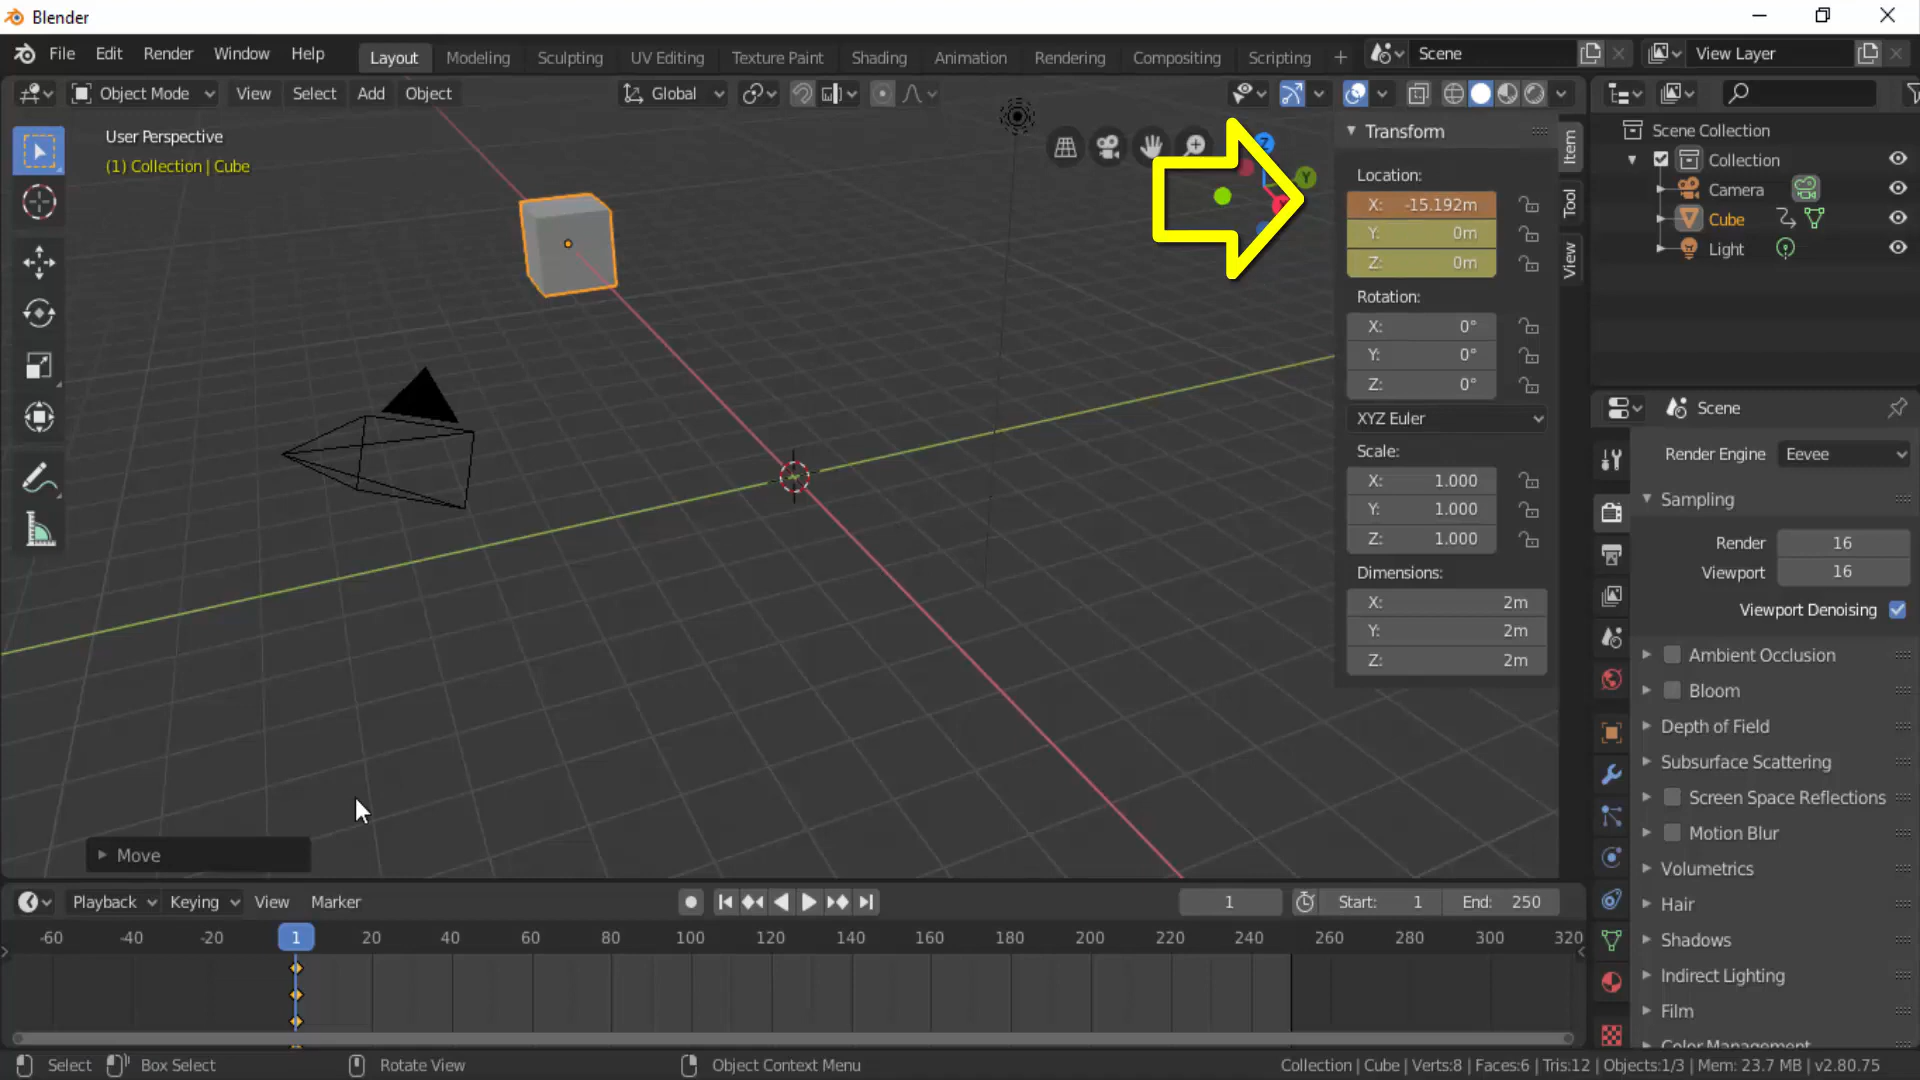 Blender
File Edit Render Window Help Layout Modeling Sculpting UV Editing Texture Paint Shading Animation Rendering Compositing Scripting + Scene View Layer
Object Mode View Select Add Object Global
User Perspective
(1) Collection | Cube
Z
Y
Transform
Location:
X: -15.192m
Y: 0m
Z: 0m
Rotation:
X: 0°
Y: 0°
Z: 0°
XYZ Euler
Scale:
X: 1.000
Y: 1.000
Z: 1.000
Dimensions:
X: 2m
Y: 2m
Z: 2m
Item
Tool
View
Scene Collection
Collection
Camera
Cube
Light
Scene
Render Engine Eevee
Sampling
Render 16
Viewport 16
Viewport Denoising
Ambient Occlusion
Bloom
Depth of Field
Subsurface Scattering
Screen Space Reflections
Motion Blur
Volumetrics
Hair
Shadows
Indirect Lighting
Film
Color Management
Move
Playback Keying View Marker 1 Start: 1 End: 250
-60 -40 -20 1 20 40 60 80 100 120 140 160 180 200 220 240 260 280 300 320
Select Box Select Rotate View Object Context Menu Collection | Cube | Verts:8 | Faces:6 | Tris:12 | Objects:1/3 | Mem: 23.7 MB | v2.80.75